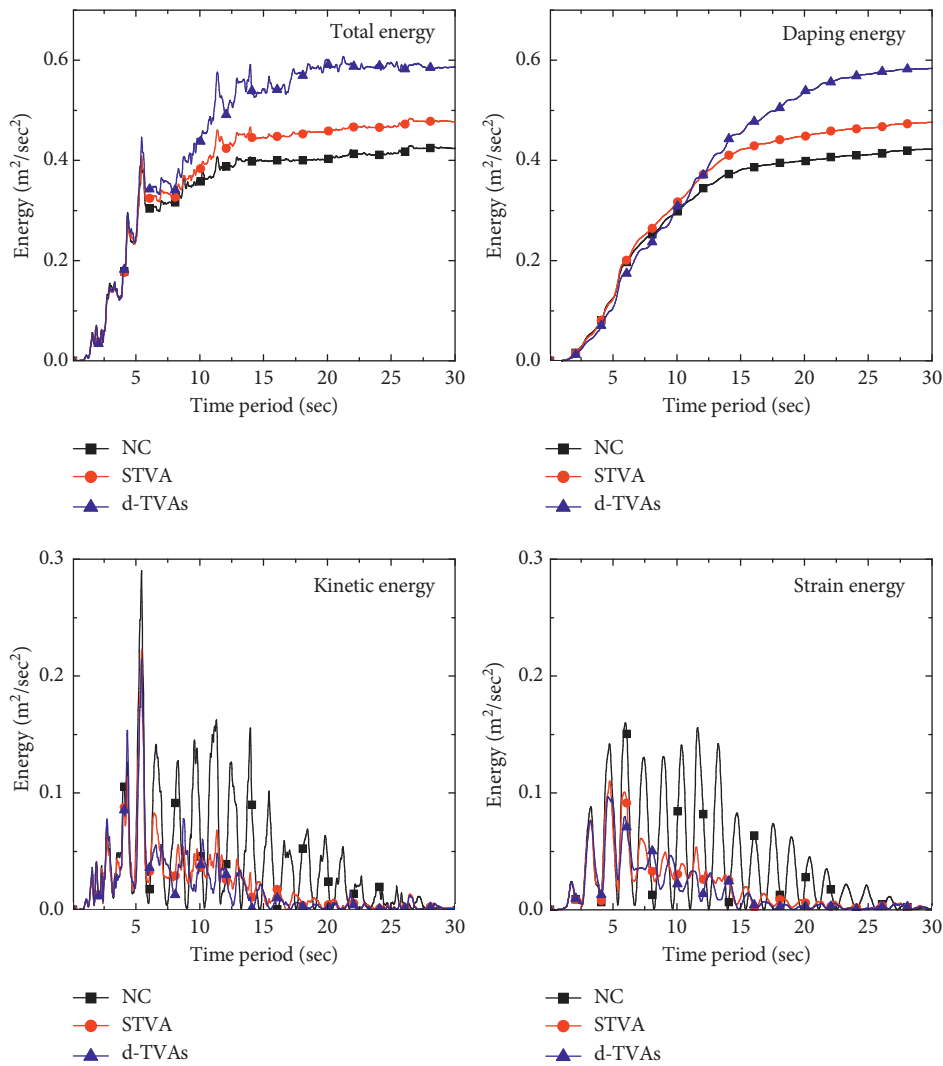 Total energy
Energy (m²/sec²)
0.6
0.4
0.2
0.0
5 10 15 20 25 30
Time period (sec)
NC
STVA
d-TVAs
Daping energy
Energy (m²/sec²)
0.6
0.4
0.2
0.0
5 10 15 20 25 30
Time period (sec)
NC
STVA
d-TVAs
Kinetic energy
Energy (m²/sec²)
0.3
0.2
0.1
0.0
5 10 15 20 25 30
Time period (sec)
NC
STVA
d-TVAs
Strain energy
Energy (m²/sec²)
0.3
0.2
0.1
0.0
5 10 15 20 25 30
Time period (sec)
NC
STVA
d-TVAs